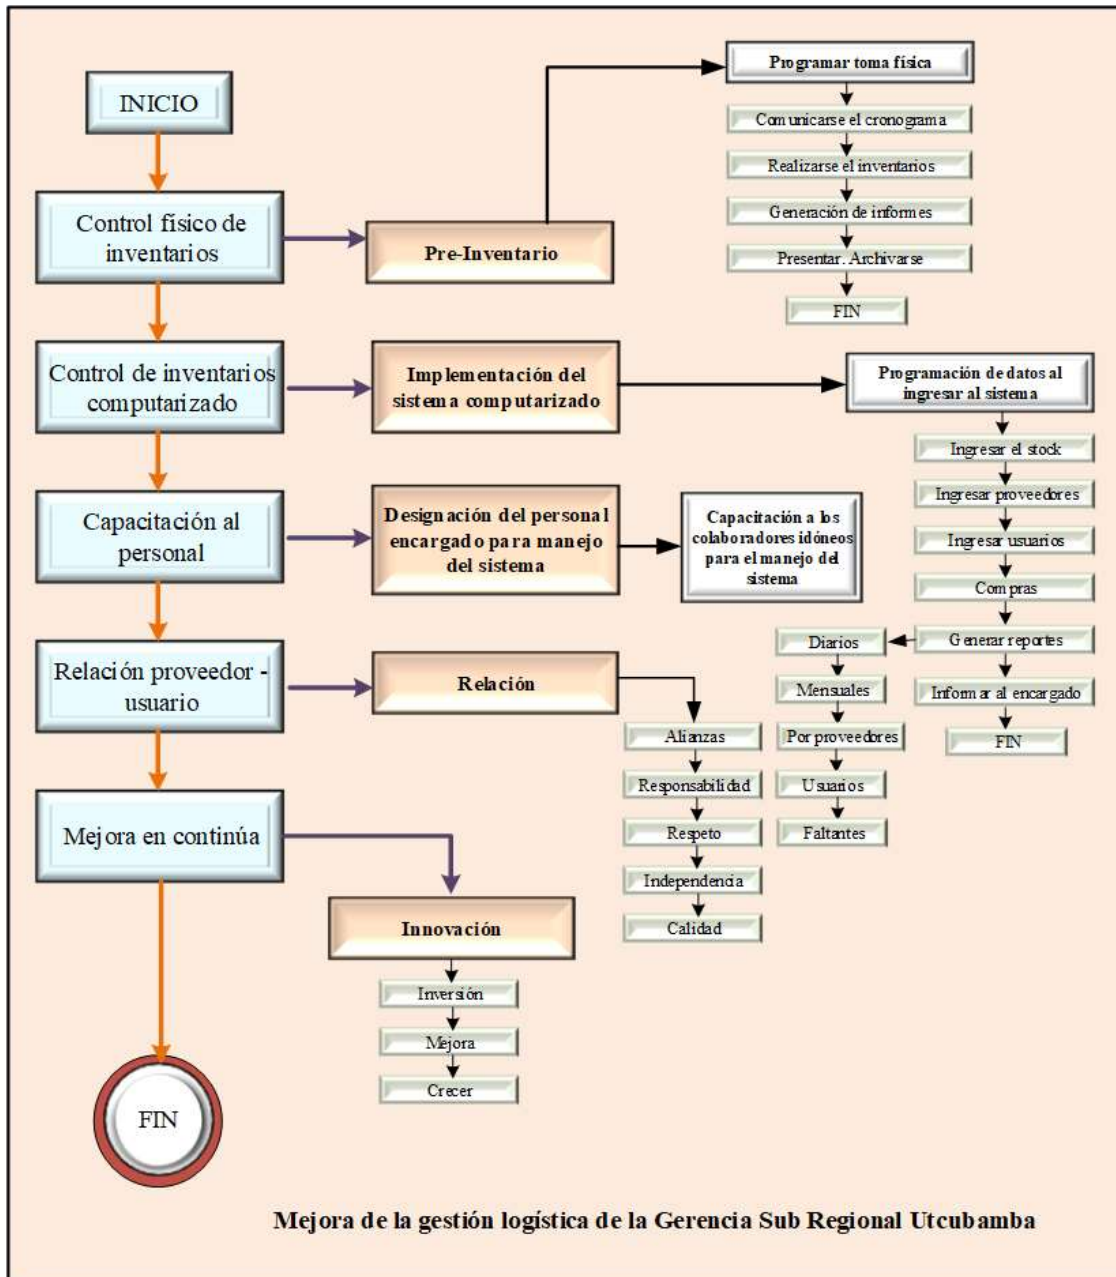 INICIO
Control físico de
inventarios
Pre-Inventario
Programar toma física
Comunicarse el cronograma
Realizarse el inventarios
Generación de informes
Presentar. Archivarse
FIN
Control de inventarios
computarizado
Implementación del
sistema computarizado
Programación de datos al
ingresar al sistema
Ingresar el stock
Ingresar proveedores
Ingresar usuarios
Compras
Generar reportes
Informar al encargado
FIN
Diarios
Mensuales
Por proveedores
Usuarios
Faltantes
Capacitación al
personal
Designación del personal
encargado para manejo
del sistema
Capacitación a los
colaboradores idóneos
para el manejo del
sistema
Relación proveedor -
usuario
Relación
Alianzas
Responsabilidad
Respeto
Independencia
Calidad
Mejora en continúa
Innovación
Inversión
Mejora
Crecer
FIN
Mejora de la gestión logística de la Gerencia Sub Regional Utcubamba